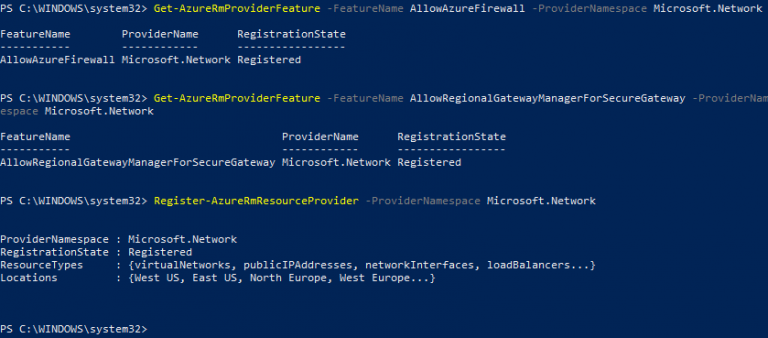 PS C:\WINDOWS\system32> Get-AzureRmProviderFeature -FeatureName AllowAzureFirewall -ProviderNamespace Microsoft.Network
FeatureName ProviderName RegistrationState
----------- ------------ -----------------
AllowAzureFirewall Microsoft.Network Registered
PS C:\WINDOWS\system32> Get-AzureRmProviderFeature -FeatureName AllowRegionalGatewayManagerForSecureGateway -ProviderNam
espace Microsoft.Network
FeatureName ProviderName RegistrationState
----------- ------------ -----------------
AllowRegionalGatewayManagerForSecureGateway Microsoft.Network Registered
PS C:\WINDOWS\system32> Register-AzureRmResourceProvider -ProviderNamespace Microsoft.Network
ProviderNamespace : Microsoft.Network
RegistrationState : Registered
ResourceTypes : {virtualNetworks, publicIPAddresses, networkInterfaces, loadBalancers...}
Locations : {West US, East US, North Europe, West Europe...}
PS C:\WINDOWS\system32>